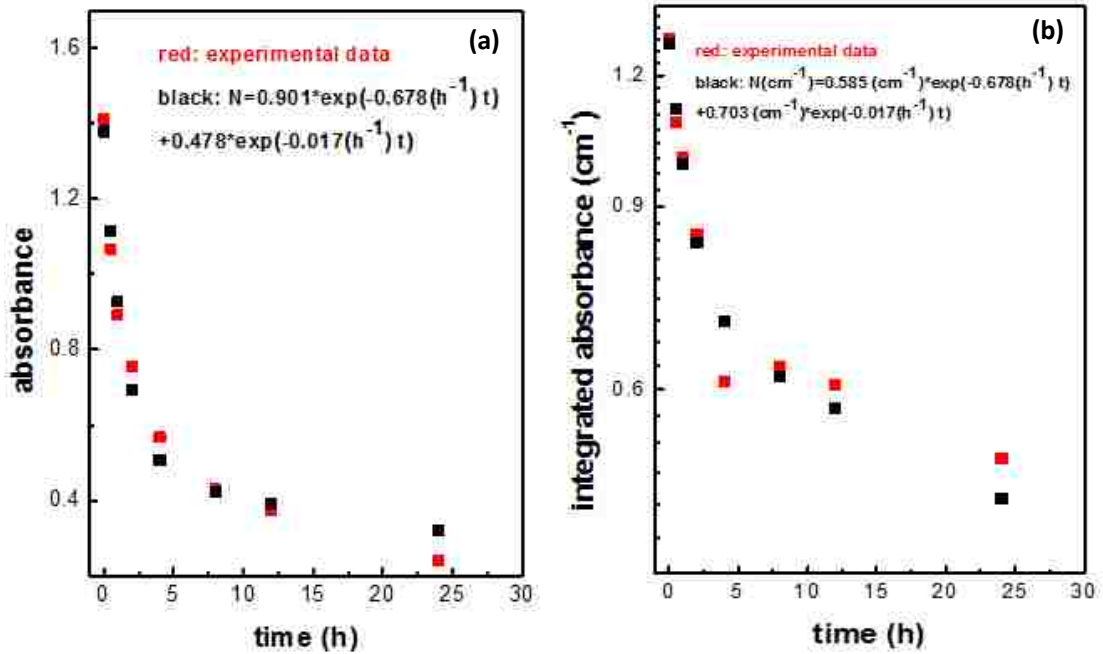 (a)
red: experimental data
black: N=0.901*exp(-0.678(h⁻¹) t)
+0.478*exp(-0.017(h⁻¹) t)
1.6
1.2
0.8
0.4
absorbance
0 5 10 15 20 25 30
time (h)
(b)
red: experimental data
black: N(cm⁻¹)=0.585 (cm⁻¹)*exp(-0.678(h⁻¹) t)
+0.703 (cm⁻¹)*exp(-0.017(h⁻¹) t)
1.2
0.9
0.6
integrated absorbance (cm⁻¹)
0 5 10 15 20 25 30
time (h)